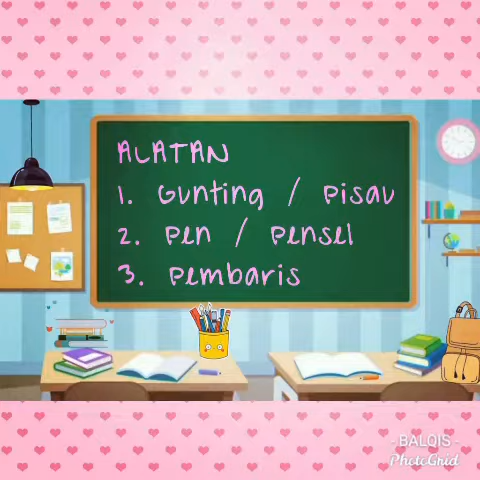 ALATAN
1. Gunting / pisau
2. pen / pensel
3. pembaris
- BALQIS -
PhotoGrid